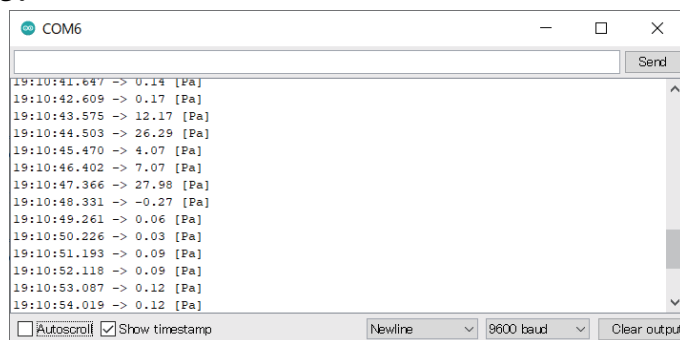 COM6
Send
19:10:41.647 -> 0.14 [Pa]
19:10:42.609 -> 0.17 [Pa]
19:10:43.575 -> 12.17 [Pa]
19:10:44.503 -> 26.29 [Pa]
19:10:45.470 -> 4.07 [Pa]
19:10:46.402 -> 7.07 [Pa]
19:10:47.366 -> 27.98 [Pa]
19:10:48.331 -> -0.27 [Pa]
19:10:49.261 -> 0.06 [Pa]
19:10:50.226 -> 0.03 [Pa]
19:10:51.193 -> 0.09 [Pa]
19:10:52.118 -> 0.09 [Pa]
19:10:53.087 -> 0.12 [Pa]
19:10:54.019 -> 0.12 [Pa]
Autoscroll Show timestamp Newline 9600 baud Clear output